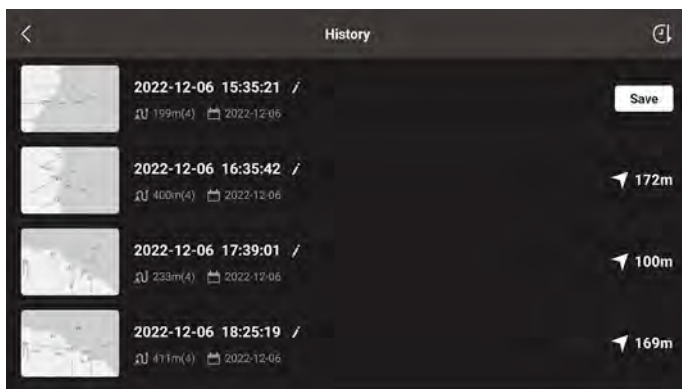 History
2022-12-06 15:35:21
199m(4) 2022-12-06
Save
2022-12-06 16:35:42
400m(4) 2022-12-06
172m
2022-12-06 17:39:01
233m(4) 2022-12-06
100m
2022-12-06 18:25:19
411m(4) 2022-12-06
169m